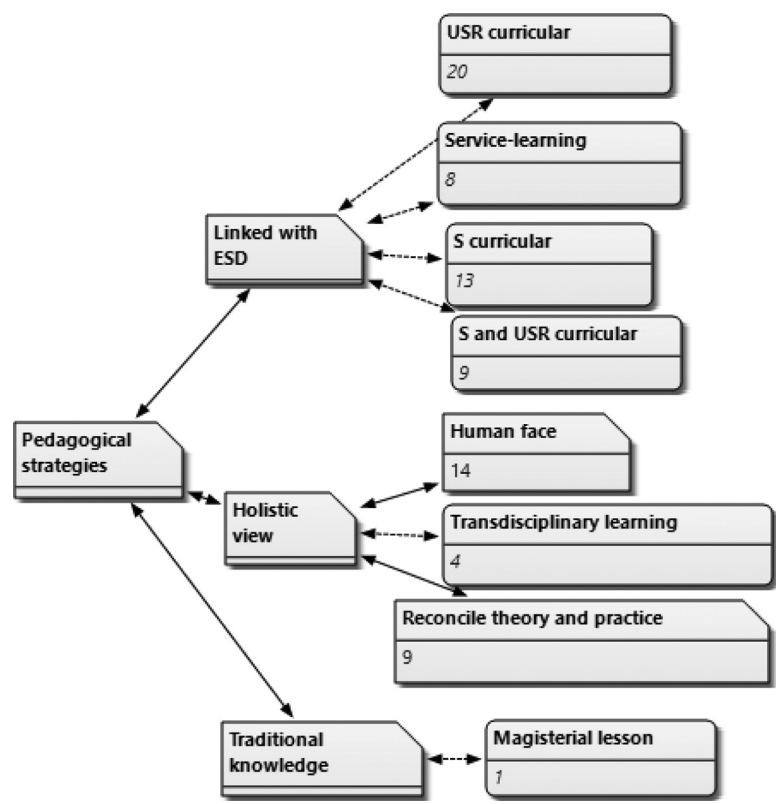 USR curricular
20
Service-learning
8
Linked with
ESD
S curricular
13
S and USR curricular
9
Pedagogical
strategies
Human face
14
Holistic
view
Transdisciplinary learning
4
Reconcile theory and practice
9
Traditional
knowledge
Magisterial lesson
1